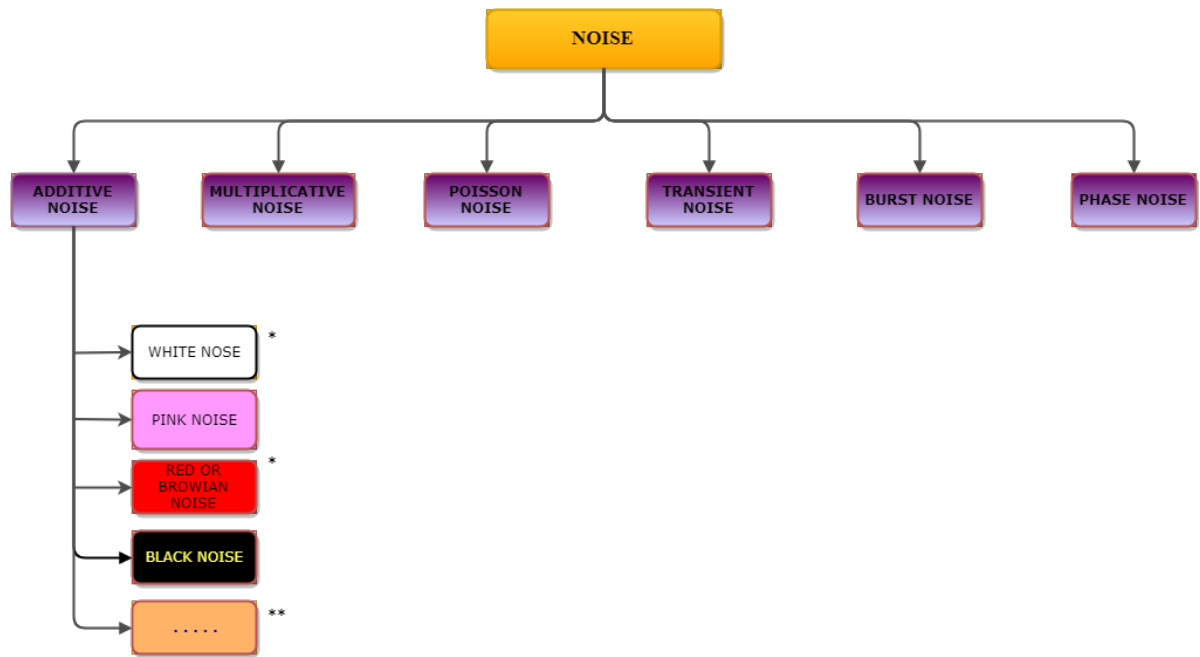 NOISE
ADDITIVE
NOISE
MULTIPLICATIVE
NOISE
POISSON
NOISE
TRANSIENT
NOISE
BURST NOISE
PHASE NOISE
WHITE NOSE
*
PINK NOISE
RED OR
BROWIAN
NOISE
*
BLACK NOISE
.....
**